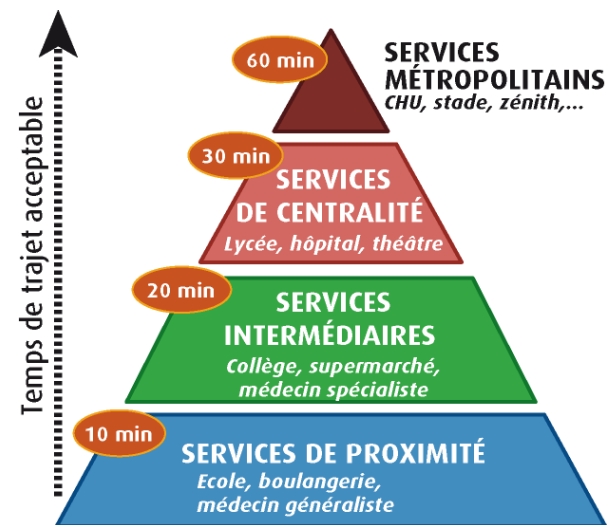 60 min
SERVICES
MÉTROPOLITAINS
CHU, stade, zénith,...
30 min
SERVICES
DE CENTRALITÉ
Lycée, hôpital, théâtre
20 min
SERVICES
INTERMÉDIAIRES
Collège, supermarché,
médecin spécialiste
10 min
SERVICES DE PROXIMITÉ
Ecole, boulangerie,
médecin généraliste
Temps de trajet acceptable